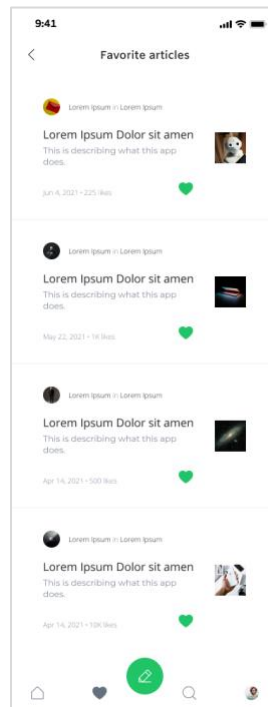 9:41
Favorite articles
Lorem Ipsum in Lorem Ipsum
Lorem Ipsum Dolor sit amen
This is describing what this app
does.
Jun 4, 2021 • 225 likes
Lorem Ipsum in Lorem Ipsum
Lorem Ipsum Dolor sit amen
This is describing what this app
does.
May 22, 2021 • 1K likes
Lorem Ipsum in Lorem Ipsum
Lorem Ipsum Dolor sit amen
This is describing what this app
does.
Apr 14, 2021 • 500 likes
Lorem Ipsum in Lorem Ipsum
Lorem Ipsum Dolor sit amen
This is describing what this app
does.
Apr 14, 2021 • 10K likes